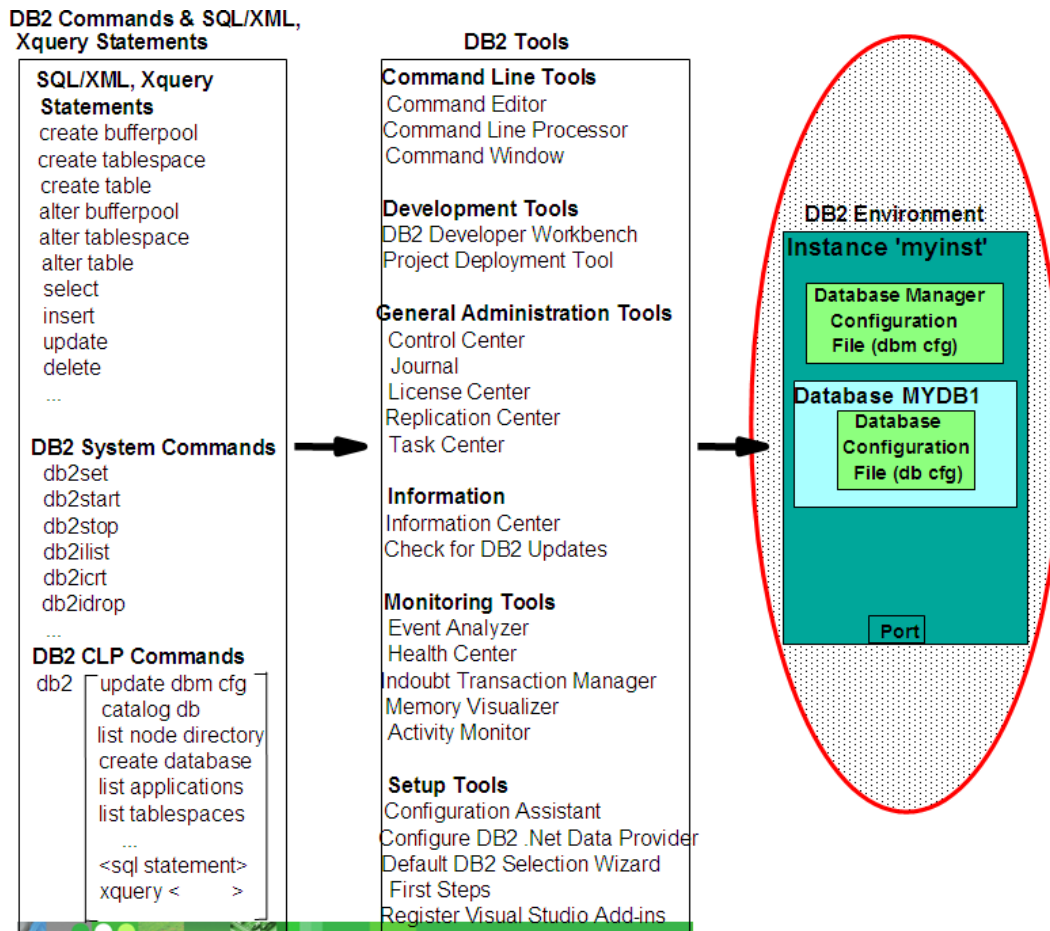 DB2 Commands & SQL/XML,
Xquery Statements
SQL/XML, Xquery
Statements
create bufferpool
create tablespace
create table
alter bufferpool
alter tablespace
alter table
select
insert
update
delete
...
DB2 System Commands
db2set
db2start
db2stop
db2ilist
db2icrt
db2idrop
...
DB2 CLP Commands
db2
update dbm cfg
catalog db
list node directory
create database
list applications
list tablespaces
...
<sql statement>
xquery < >
DB2 Tools
Command Line Tools
Command Editor
Command Line Processor
Command Window
Development Tools
DB2 Developer Workbench
Project Deployment Tool
General Administration Tools
Control Center
Journal
License Center
Replication Center
Task Center
Information
Information Center
Check for DB2 Updates
Monitoring Tools
Event Analyzer
Health Center
Indoubt Transaction Manager
Memory Visualizer
Activity Monitor
Setup Tools
Configuration Assistant
Configure DB2 .Net Data Provider
Default DB2 Selection Wizard
First Steps
Register Visual Studio Add-ins
DB2 Environment
Instance 'myinst'
Database Manager
Configuration
File (dbm cfg)
Database MYDB1
Database
Configuration
File (db cfg)
Port